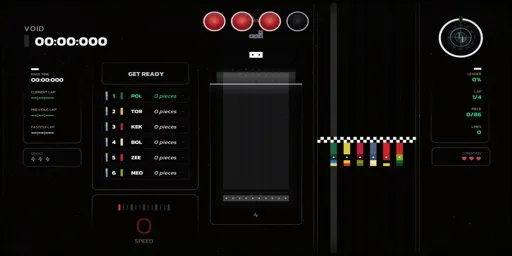 VOID
00:00:000
RACE TIME
00:00:000
CURRENT LAP
--:--:---
PREVIOUS LAP
--:--:---
FASTEST LAP
--:--:---
GET READY
1 POL 0 pieces
2 TOR 0 pieces
3 KEK 0 pieces
4 BOL 0 pieces
5 ZEE 0 pieces
6 MEO 0 pieces
0
SPEED
LEADER
0%
LAP
1/4
PIECE
0/86
LINES
0
CONDITION